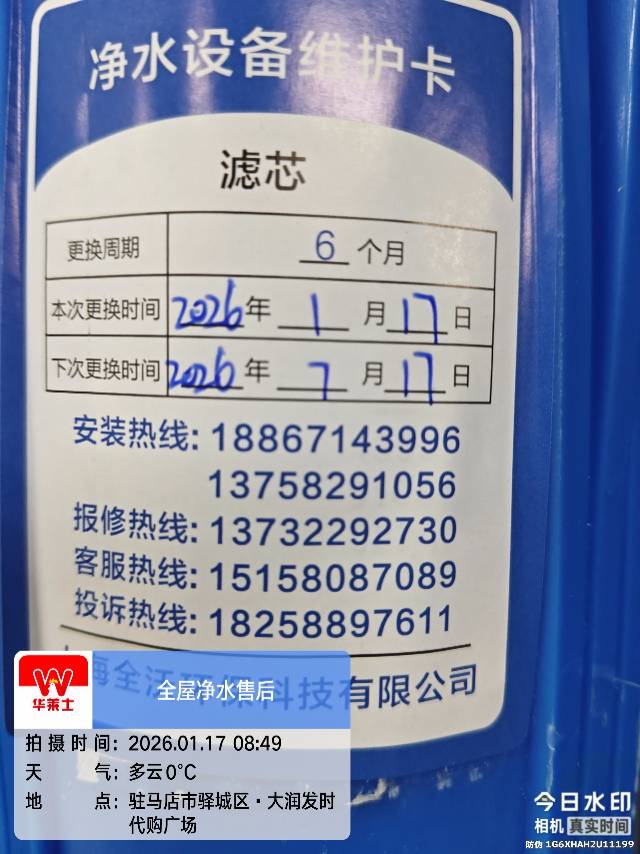 净水设备维护卡
滤芯
更换周期 6 个月
本次更换时间 2026 年 1 月 17 日
下次更换时间 2026 年 7 月 17 日
安装热线: 18867143996
13758291056
报修热线: 13732292730
客服热线: 15158087089
投诉热线: 18258897611
海全江环保科技有限公司
华莱士
全屋净水售后
拍摄时间: 2026.01.17 08:49
天气: 多云 0℃
地点: 驻马店市驿城区·大润发时
代购广场
今日水印
相机 真实时间
防伪 1G6XHAH2U11199